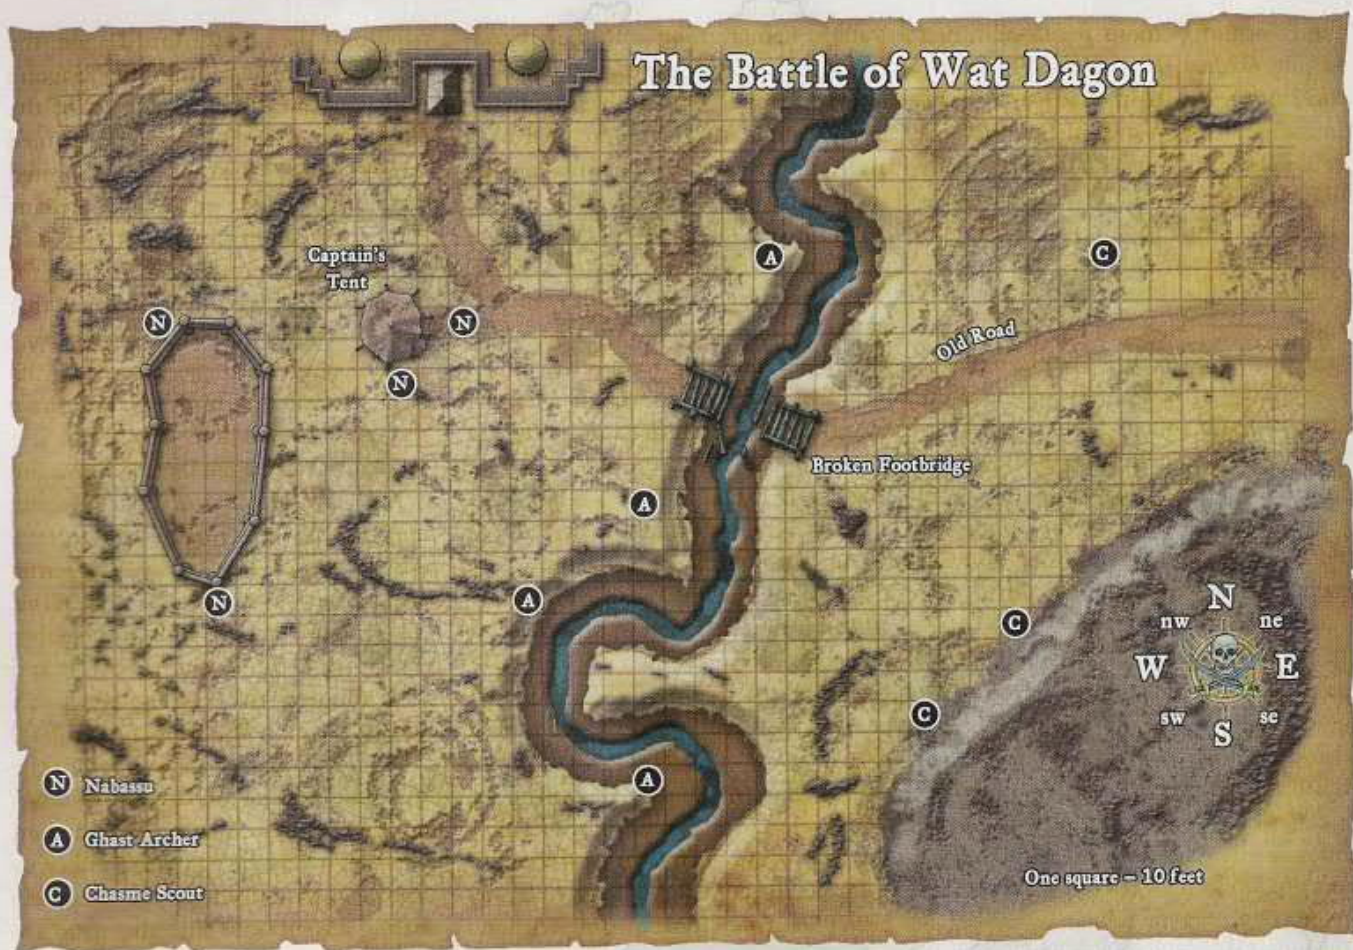 The Battle of Wat Dagon
Captain's
Tent
A
C
N
N
Old Road
N
Broken Footbridge
A
A
N
C
N
nw
ne
W
E
sw
se
S
C
A
N Nabassu
A Ghast Archer
C Chasme Scout
One square – 10 feet